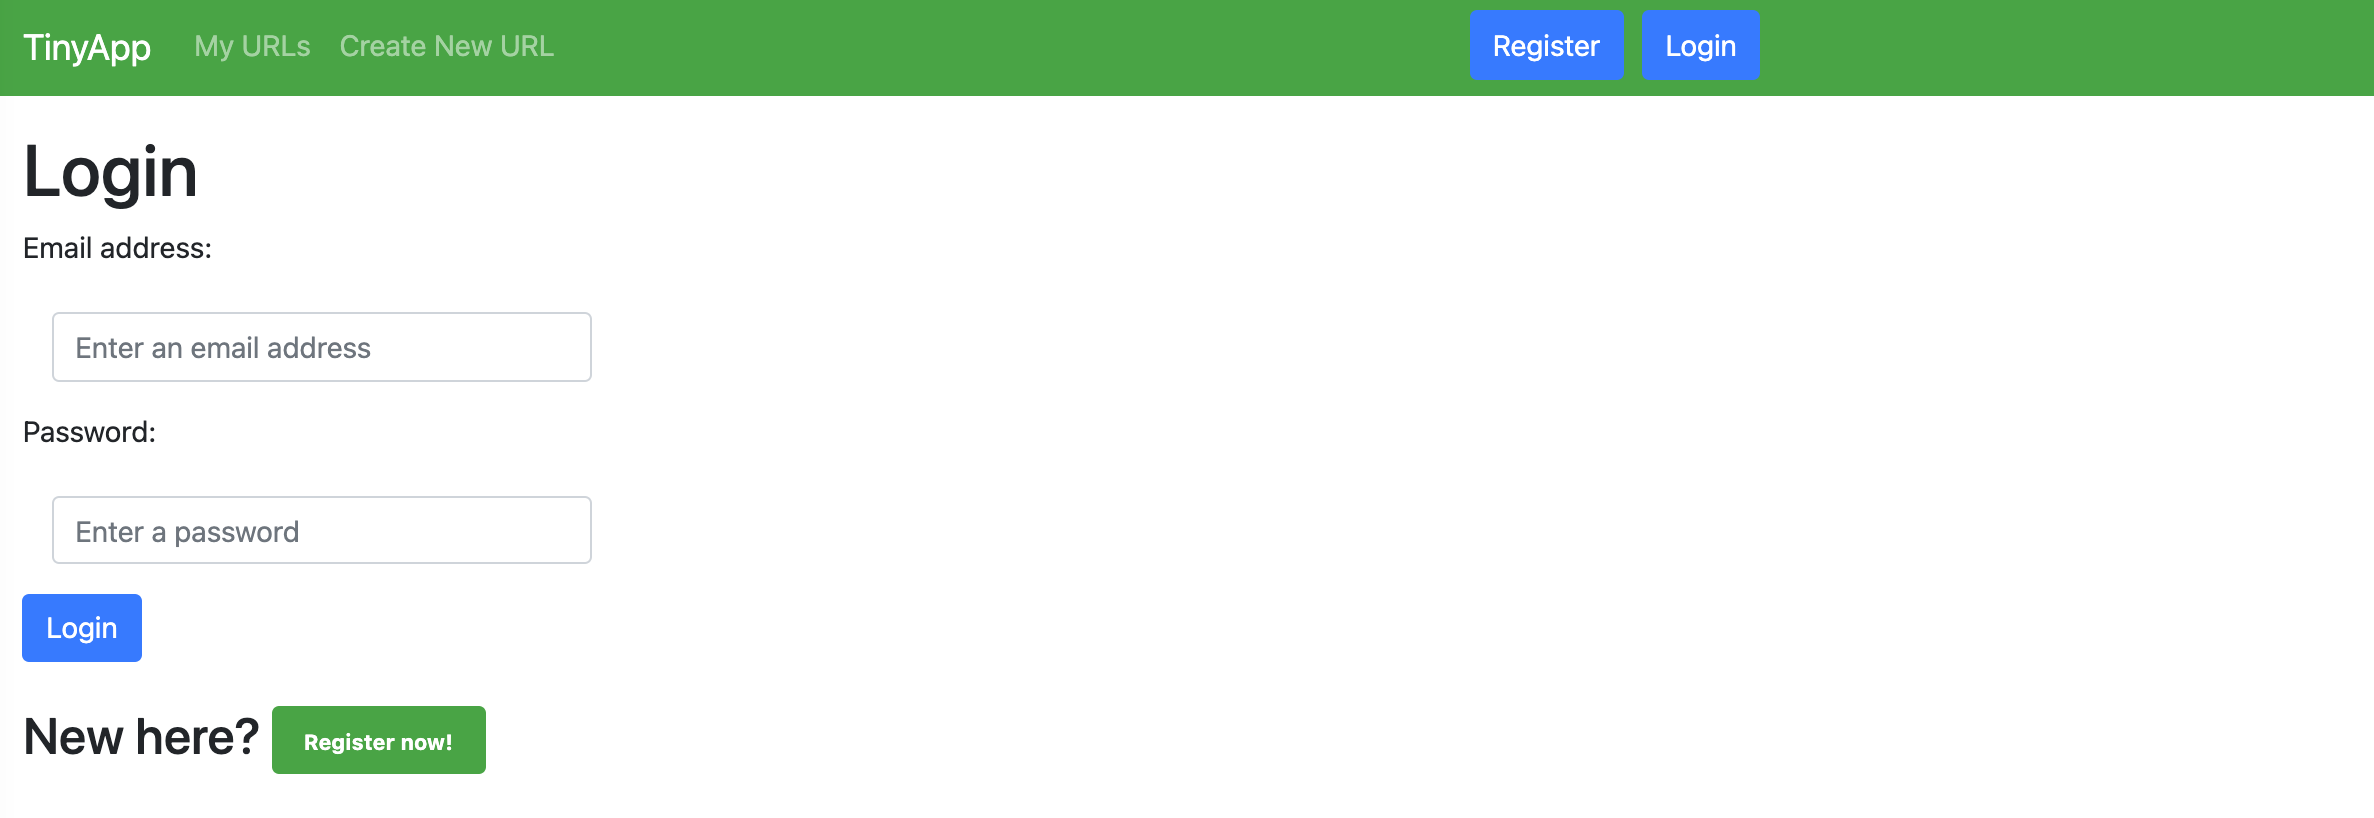 TinyApp My URLs Create New URL Register Login
Login
Email address:
Enter an email address
Password:
Enter a password
Login
New here? Register now!